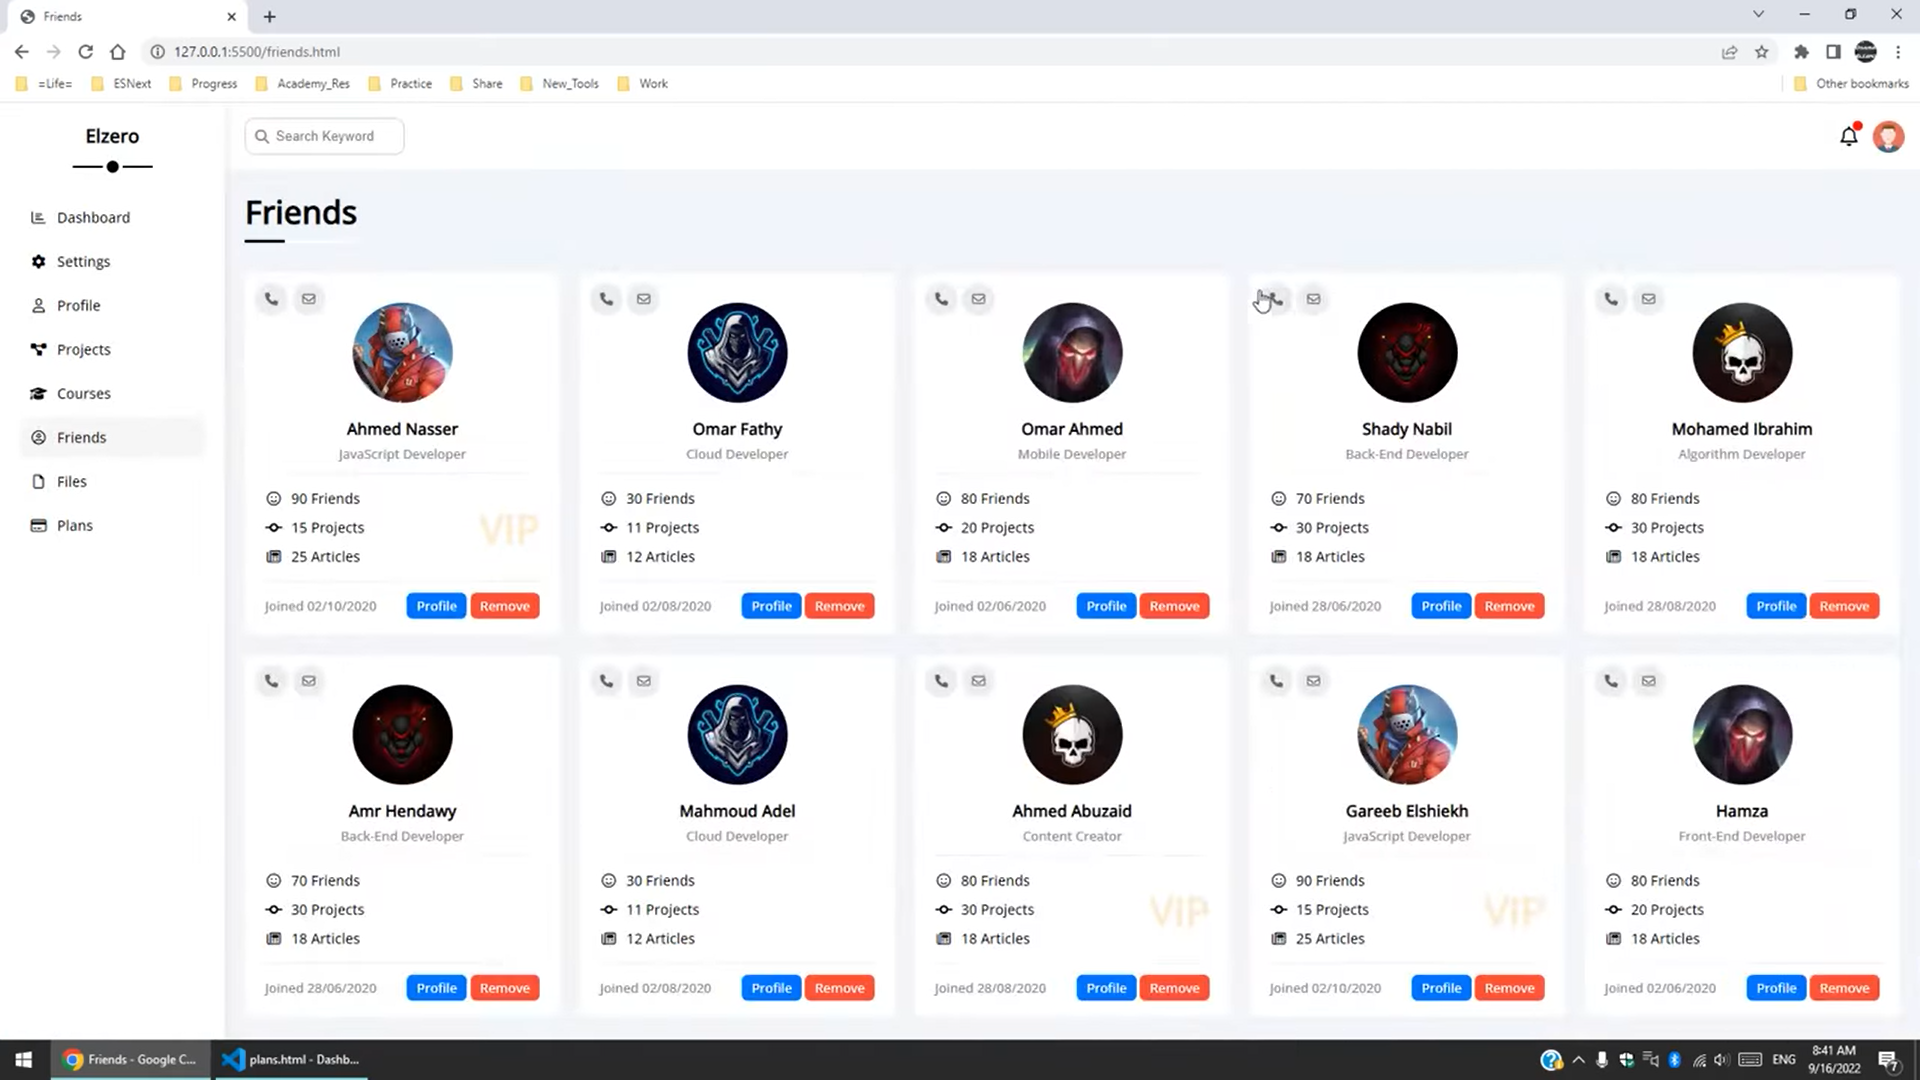 Friends
127.0.0.1:5500/friends.html
=Life=
ESNext
Progress
Academy_Res
Practice
Share
New_Tools
Work
Other bookmarks
Elzero
Search Keyword
Dashboard
Settings
Profile
Projects
Courses
Friends
Files
Plans
Friends
Ahmed Nasser
JavaScript Developer
90 Friends
15 Projects
25 Articles
VIP
Joined 02/10/2020
Profile
Remove
Omar Fathy
Cloud Developer
30 Friends
11 Projects
12 Articles
Joined 02/08/2020
Profile
Remove
Omar Ahmed
Mobile Developer
80 Friends
20 Projects
18 Articles
Joined 02/06/2020
Profile
Remove
Shady Nabil
Back-End Developer
70 Friends
30 Projects
18 Articles
Joined 28/06/2020
Profile
Remove
Mohamed Ibrahim
Algorithm Developer
80 Friends
30 Projects
18 Articles
Joined 28/08/2020
Profile
Remove
Amr Hendawy
Back-End Developer
70 Friends
30 Projects
18 Articles
Joined 28/06/2020
Profile
Remove
Mahmoud Adel
Cloud Developer
30 Friends
11 Projects
12 Articles
Joined 02/08/2020
Profile
Remove
Ahmed Abuzaid
Content Creator
80 Friends
30 Projects
18 Articles
VIP
Joined 28/08/2020
Profile
Remove
Gareeb Elshiekh
JavaScript Developer
90 Friends
15 Projects
25 Articles
VIP
Joined 02/10/2020
Profile
Remove
Hamza
Front-End Developer
80 Friends
20 Projects
18 Articles
Joined 02/06/2020
Profile
Remove
Friends - Google C...
plans.html - Dashb...
ENG
8:41 AM
9/16/2022
7